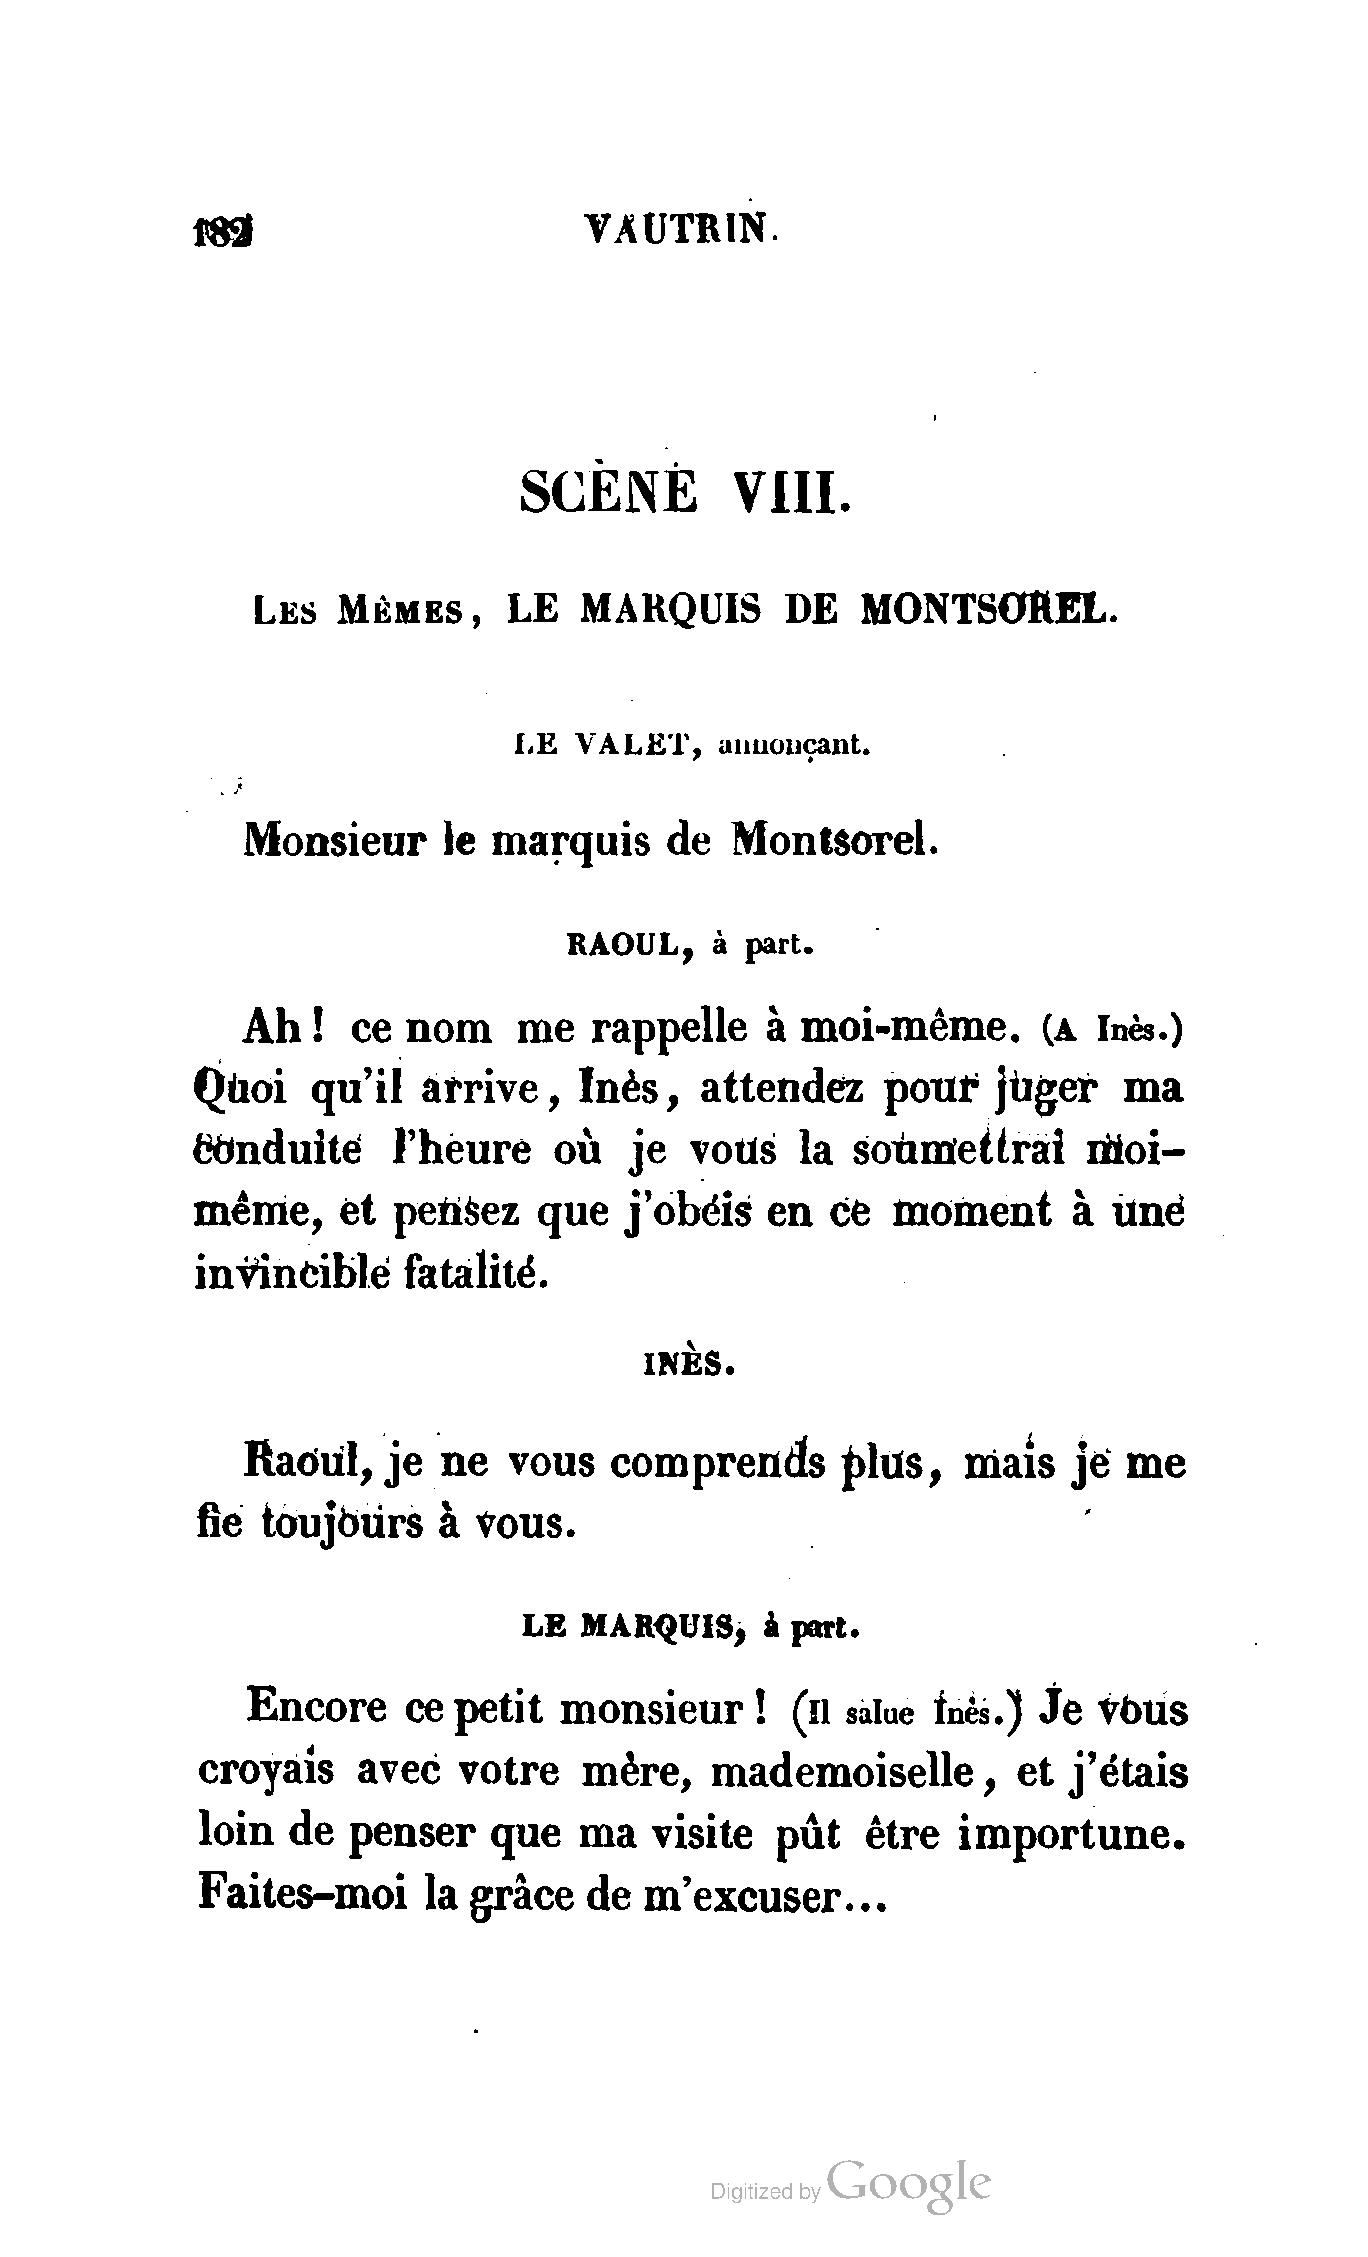 182 VAUTRIN.
SCÈNE VIII.
LES MÊMES, LE MARQUIS DE MONTSOREL.
LE VALET, annonçant.
Monsieur le marquis de Montsorel.
RAOUL, à part.
Ah! ce nom me rappelle à moi-même. (A Inès.)
Quoi qu'il arrive, Inès, attendez pour juger ma
conduite l'heure où je vous la soumettrai moi-
même, et pensez que j'obéis en ce moment à une
invincible fatalité.
INÈS.
Raoul, je ne vous comprends plus, mais je me
fie toujours à vous.
LE MARQUIS, à part.
Encore ce petit monsieur! (Il salue Inès.) Je vous
croyais avec votre mère, mademoiselle, et j'étais
loin de penser que ma visite pût être importune.
Faites-moi la grâce de m'excuser...
Digitized by Google